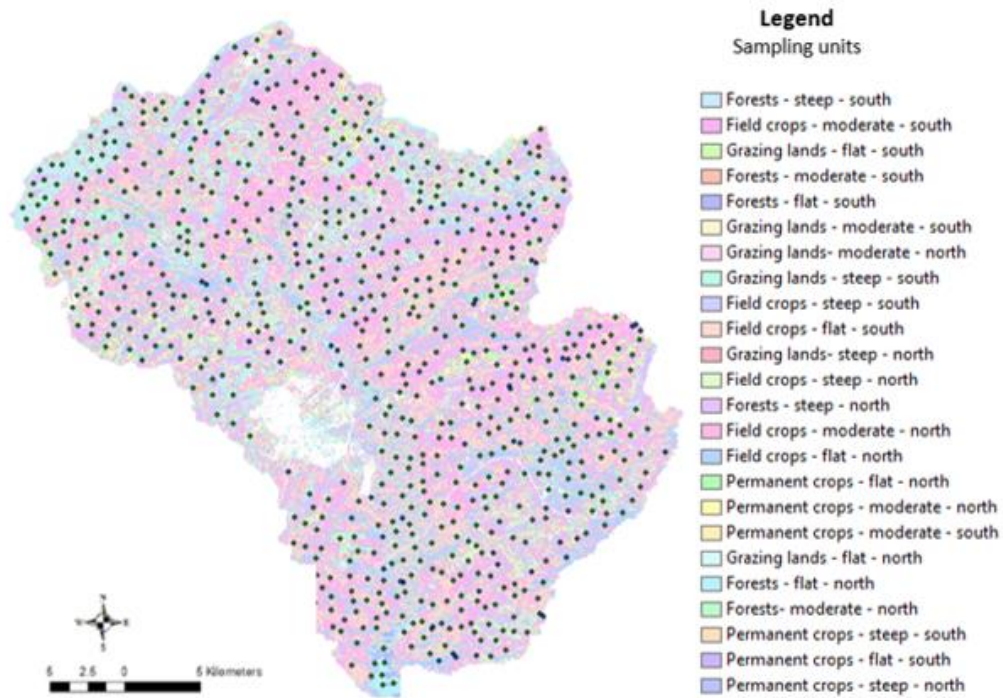 Legend
Sampling units
Forests - steep - south
Field crops - moderate - south
Grazing lands - flat - south
Forests - moderate - south
Forests - flat - south
Grazing lands - moderate - south
Grazing lands- moderate - north
Grazing lands - steep - south
Field crops - steep - south
Field crops - flat - south
Grazing lands- steep - north
Field crops - steep - north
Forests - steep - north
Field crops - moderate - north
Field crops - flat - north
Permanent crops - flat - north
Permanent crops - moderate - north
Permanent crops - moderate - south
Grazing lands - flat - north
Forests - flat - north
Forests- moderate - north
Permanent crops - steep - south
Permanent crops - flat - south
Permanent crops - steep - north
N
W E
S
5 2.5 0 5 Kilometers